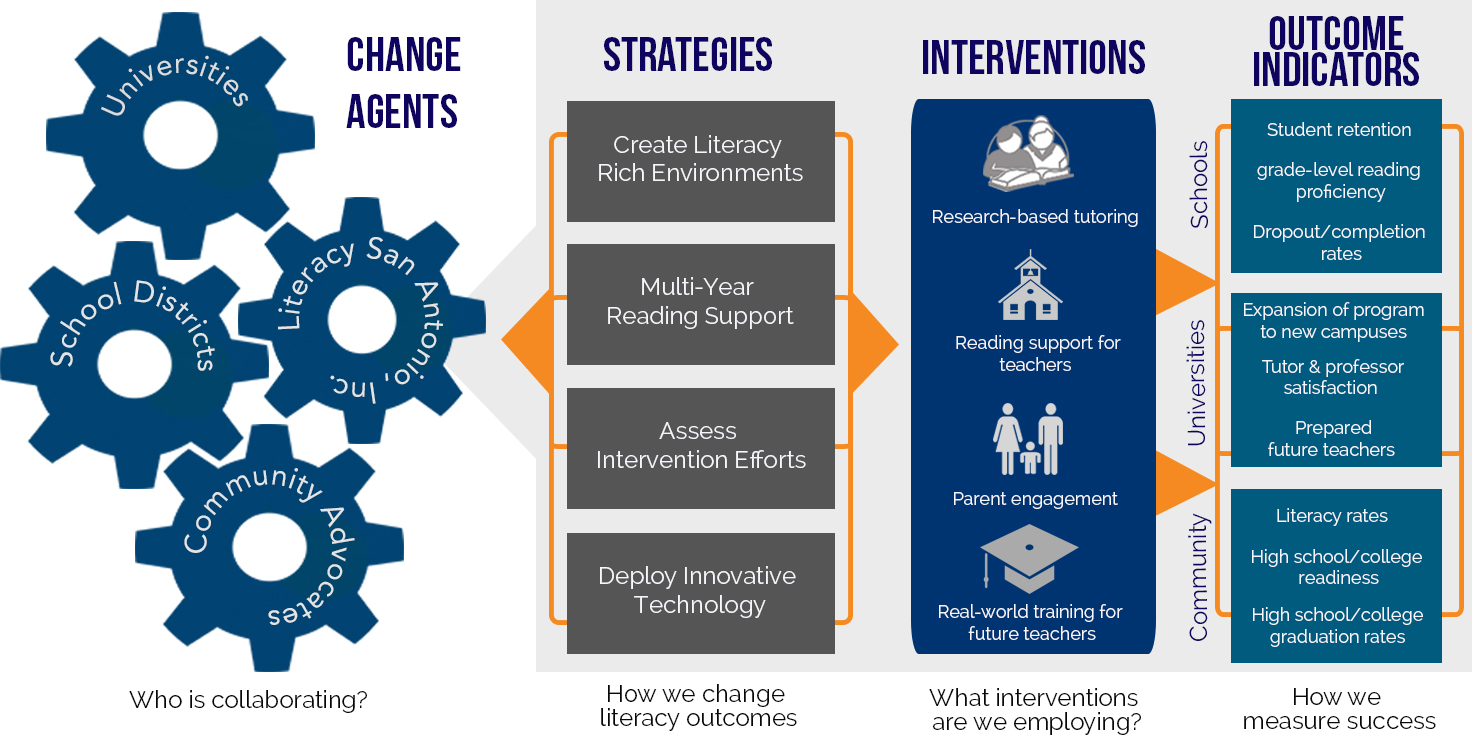 CHANGE
AGENTS
Universities
School Districts
Literacy San Antonio, Inc.
Community Advocates
Who is collaborating?
STRATEGIES
Create Literacy
Rich Environments
Multi-Year
Reading Support
Assess
Intervention Efforts
Deploy Innovative
Technology
How we change
literacy outcomes
INTERVENTIONS
Research-based tutoring
Reading support for
teachers
Parent engagement
Real-world training for
future teachers
What interventions
are we employing?
OUTCOME
INDICATORS
Schools
Student retention
grade-level reading
proficiency
Dropout/completion
rates
Universities
Expansion of program
to new campuses
Tutor & professor
satisfaction
Prepared
future teachers
Community
Literacy rates
High school/college
readiness
High school/college
graduation rates
How we
measure success